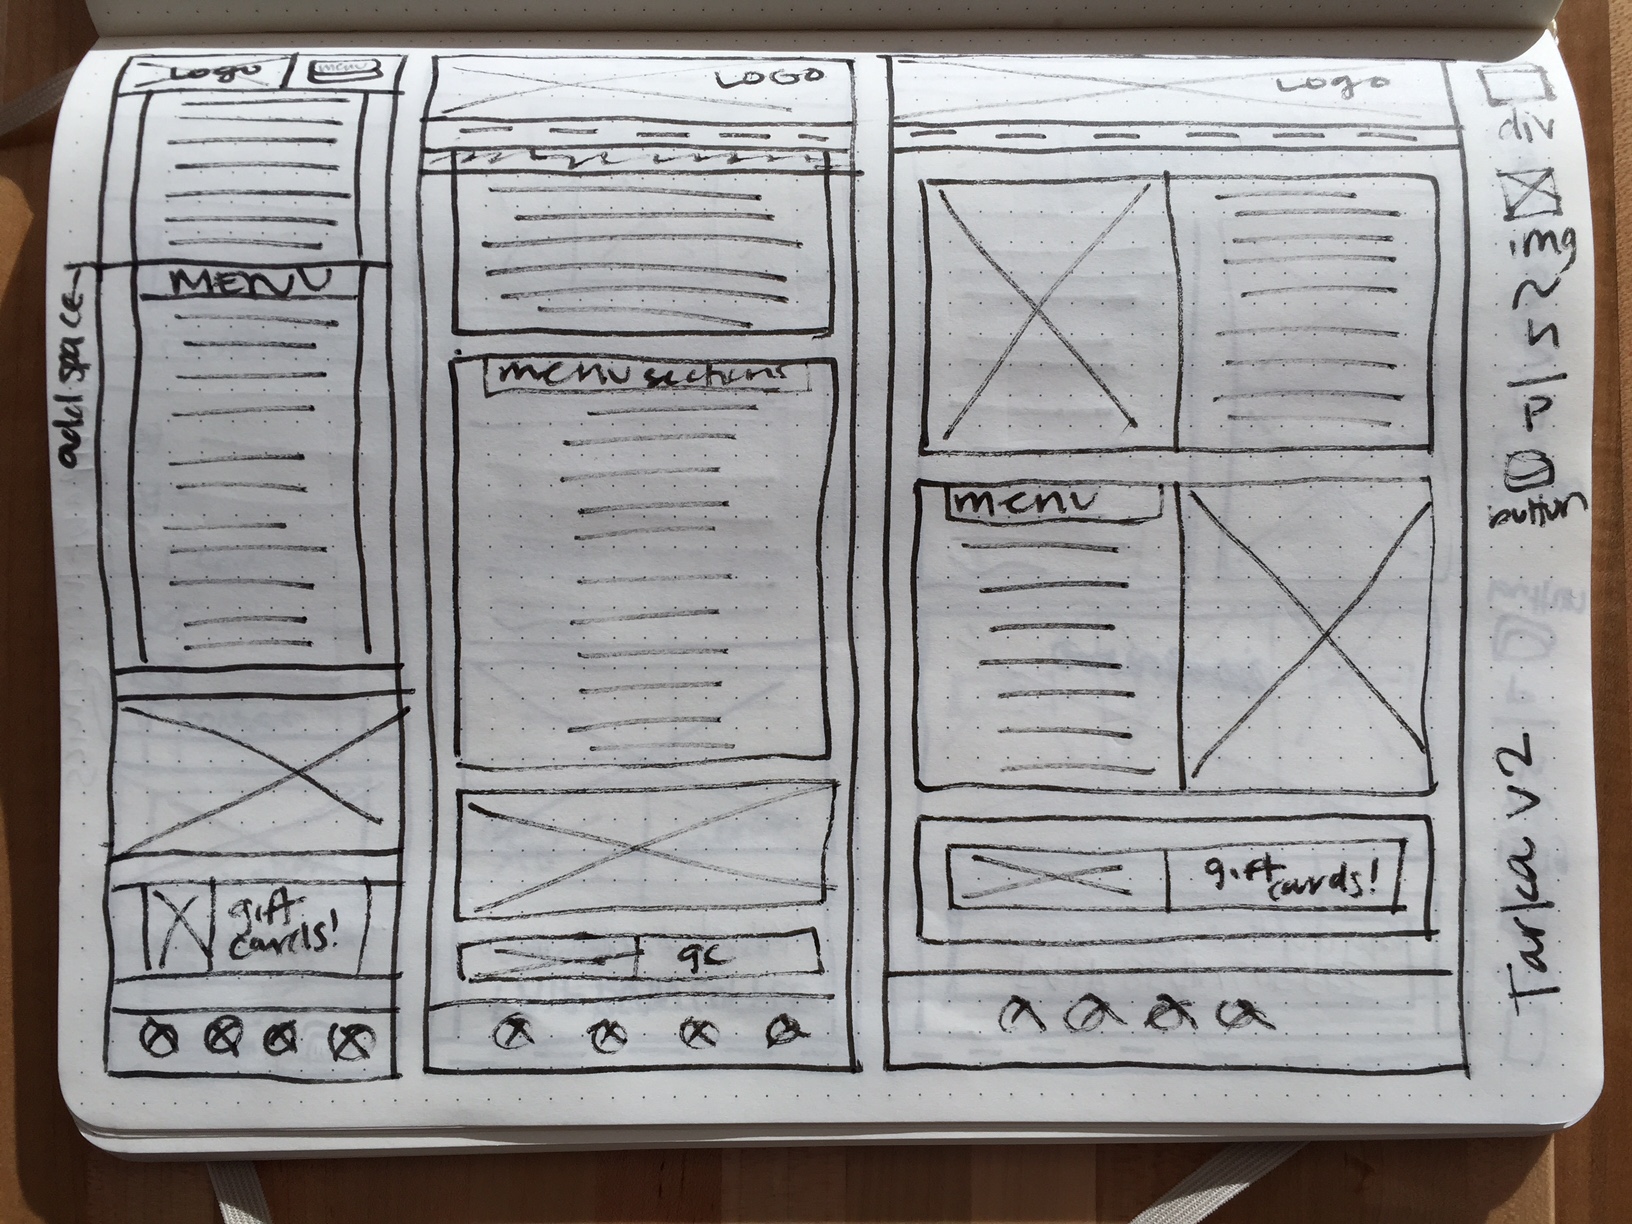 add space
Logo
menu
MENU
gift
cards!
LOGO
menu sections
gc
Logo
menu
gift
cards!
Tarka v2
div
img
p
button